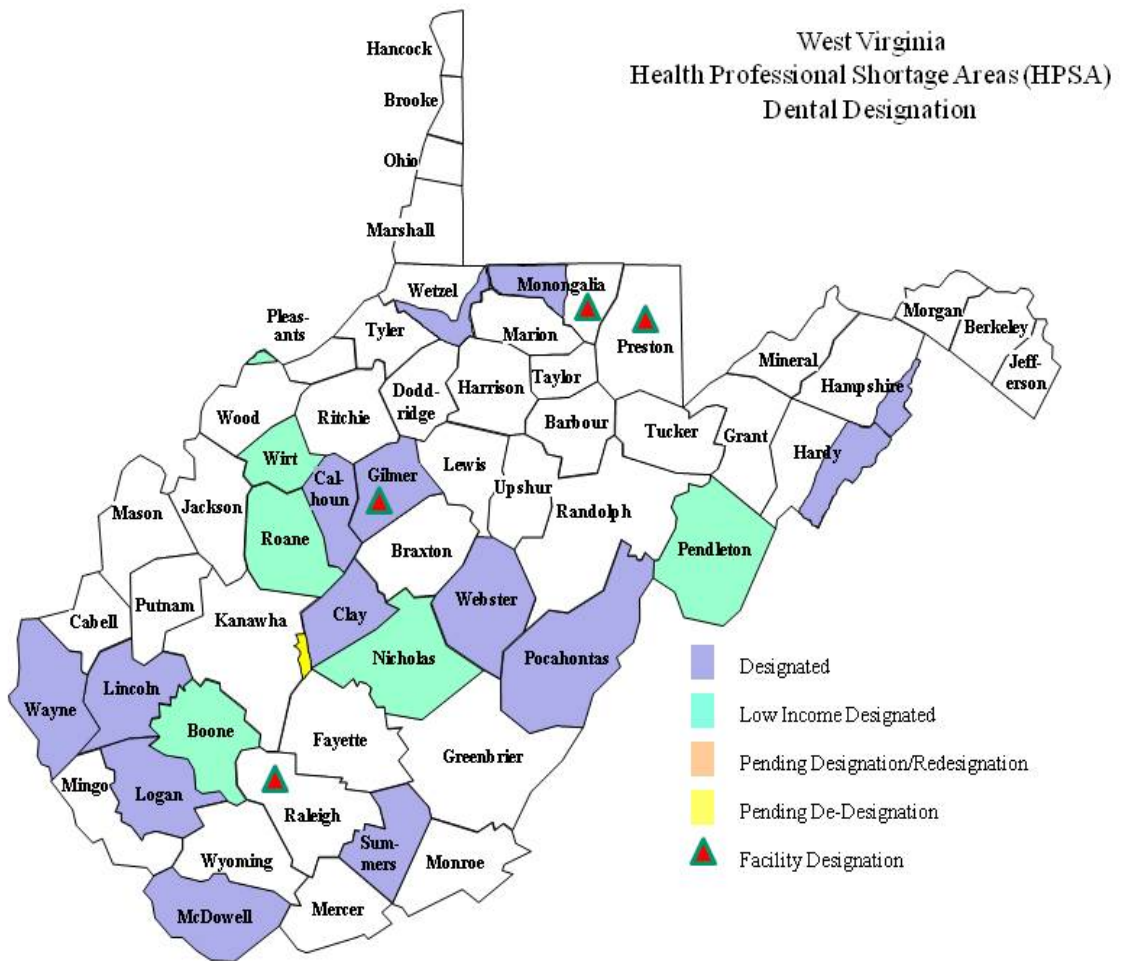 West Virginia
Health Professional Shortage Areas (HPSA)
Dental Designation
Hancock
Brooke
Ohio
Marshall
Wetzel
Monongalia
Pleas-
ants
Tyler
Marion
Preston
Morgan
Berkeley
Jeff-
erson
Mineral
Hampshire
Wood
Ritchie
Dodd-
ridge
Harrison
Taylor
Barbour
Tucker
Grant
Hardy
Wirt
Cal-
houn
Gilmer
Lewis
Upshur
Randolph
Mason
Jackson
Roane
Braxton
Pendleton
Cabell
Putnam
Kanawha
Clay
Webster
Nicholas
Pocahontas
Wayne
Lincoln
Boone
Fayette
Greenbrier
Mingo
Logan
Raleigh
Wyoming
Sum-
mers
Monroe
McDowell
Mercer
Designated
Low Income Designated
Pending Designation/Redesignation
Pending De-Designation
Facility Designation